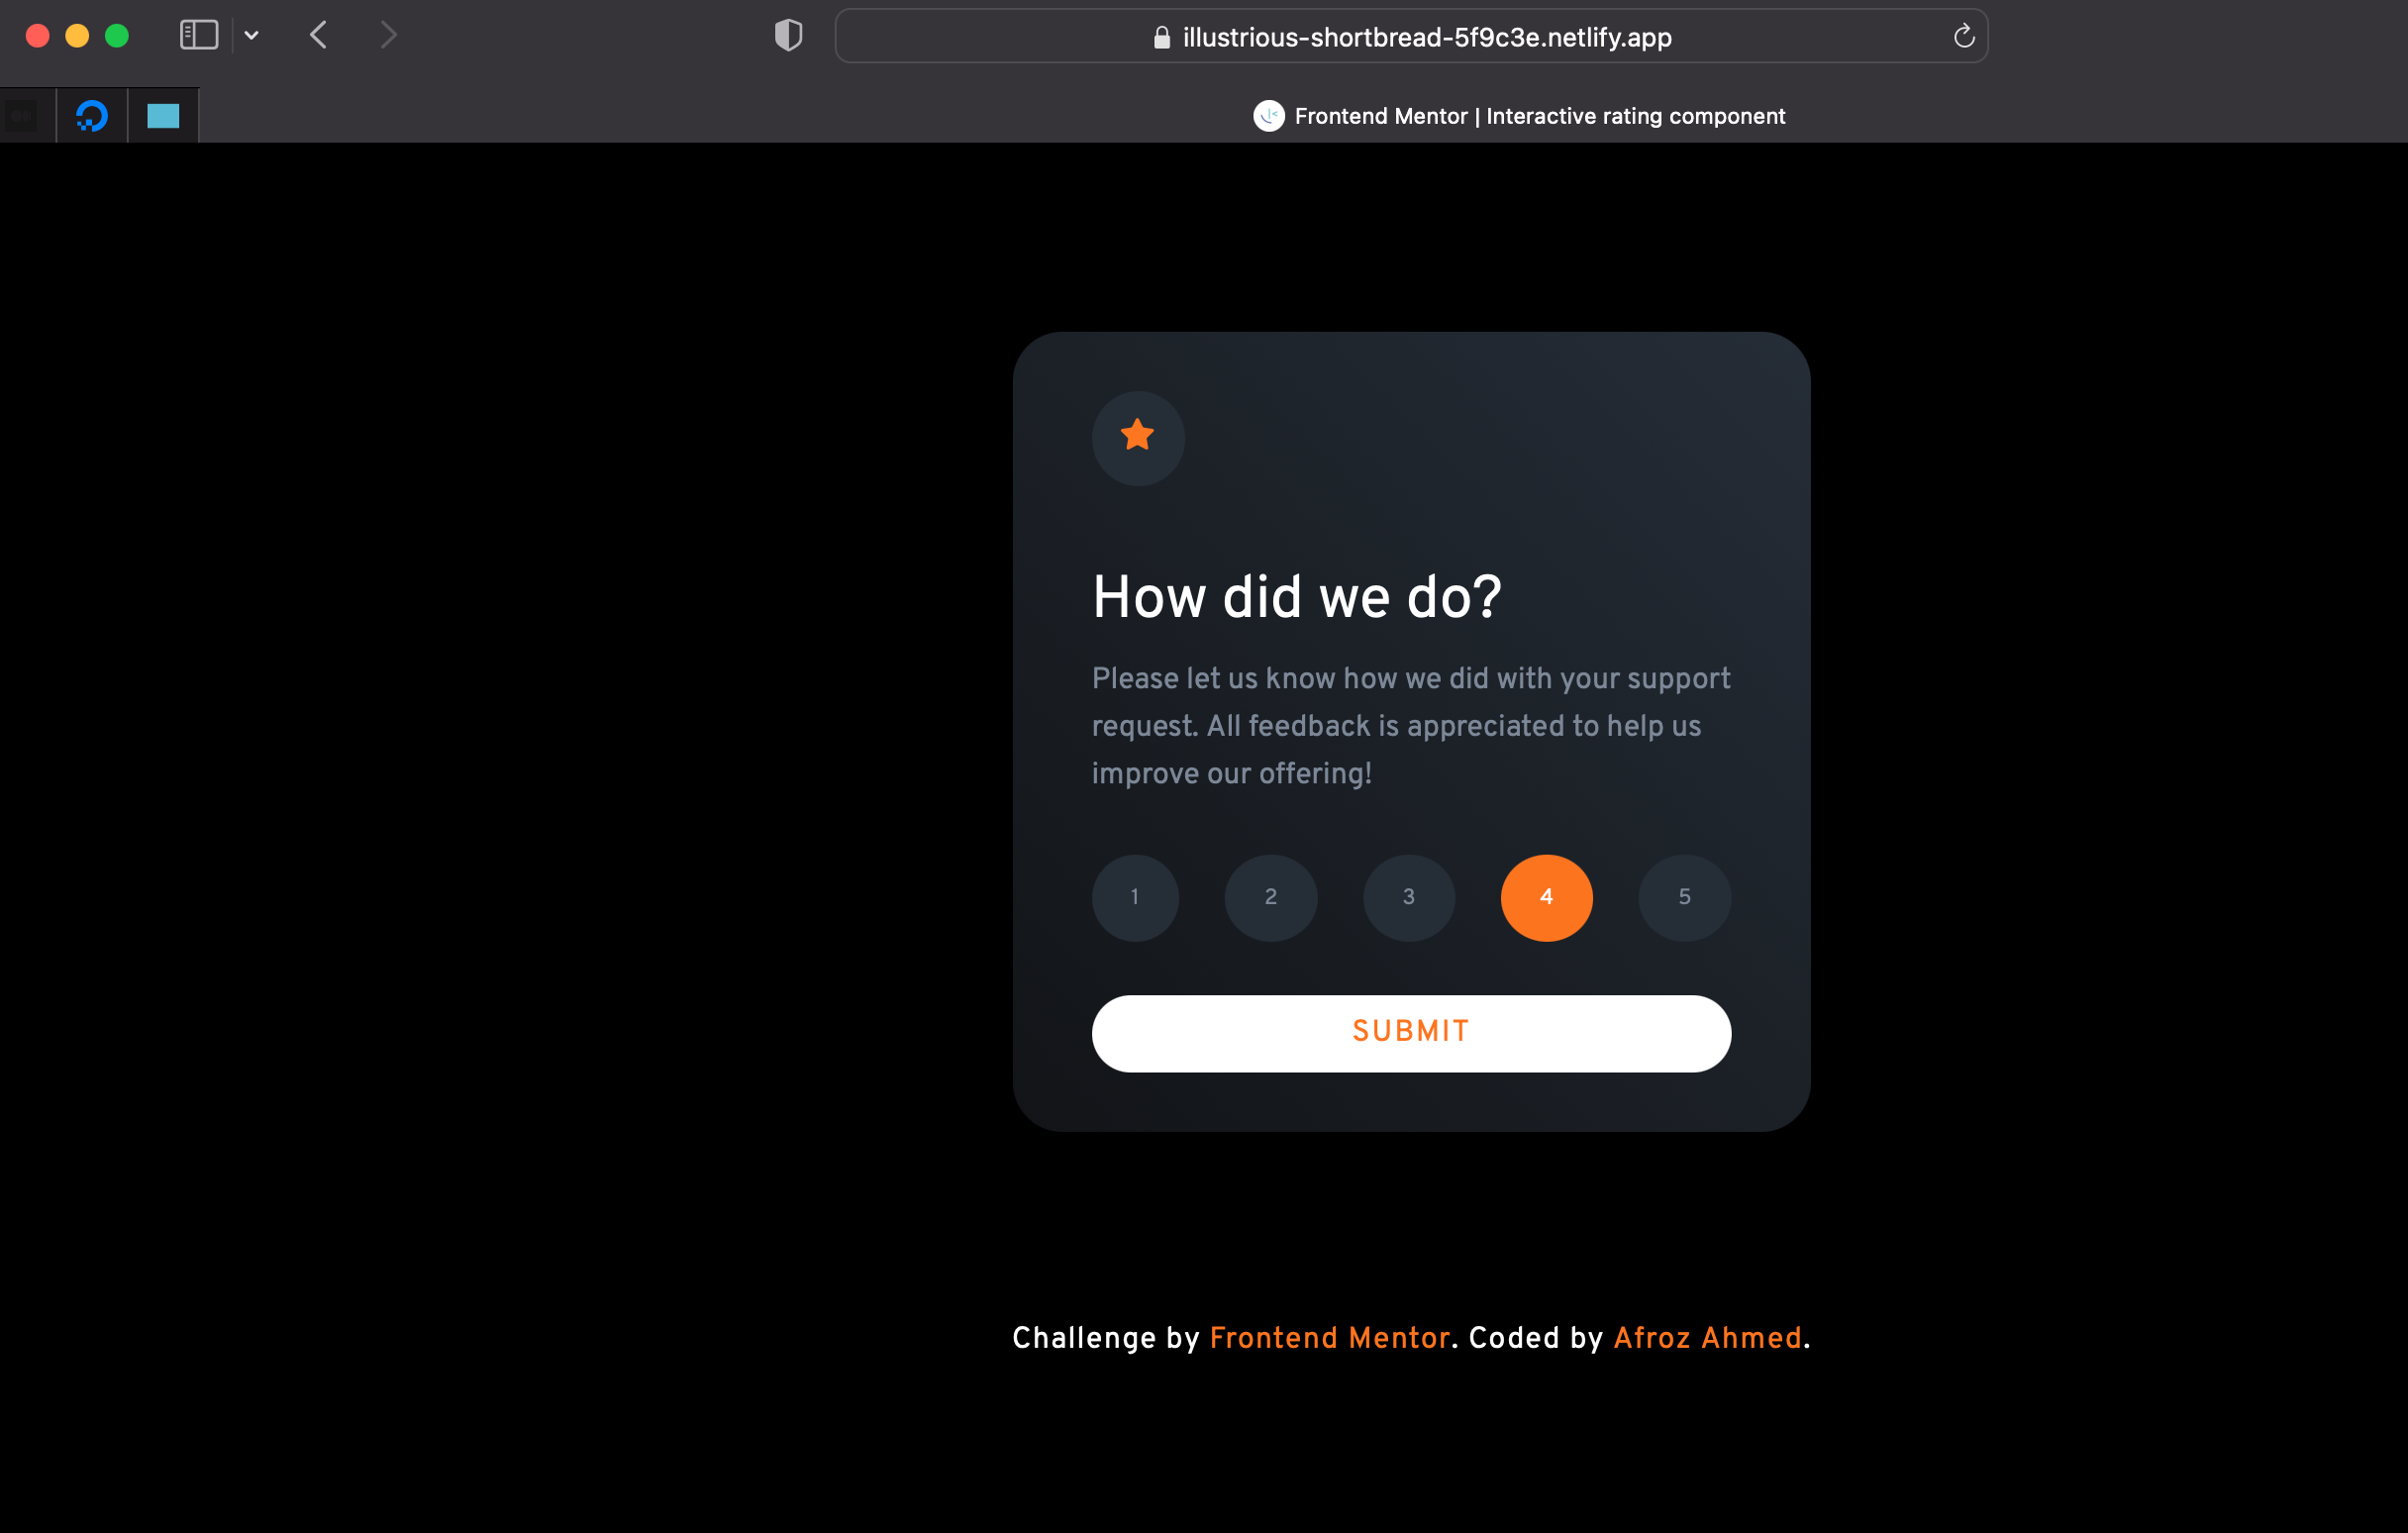 illustrious-shortbread-5f9c3e.netlify.app
Frontend Mentor | Interactive rating component
How did we do?
Please let us know how we did with your support
request. All feedback is appreciated to help us
improve our offering!
1 2 3 4 5
SUBMIT
Challenge by Frontend Mentor. Coded by Afroz Ahmed.